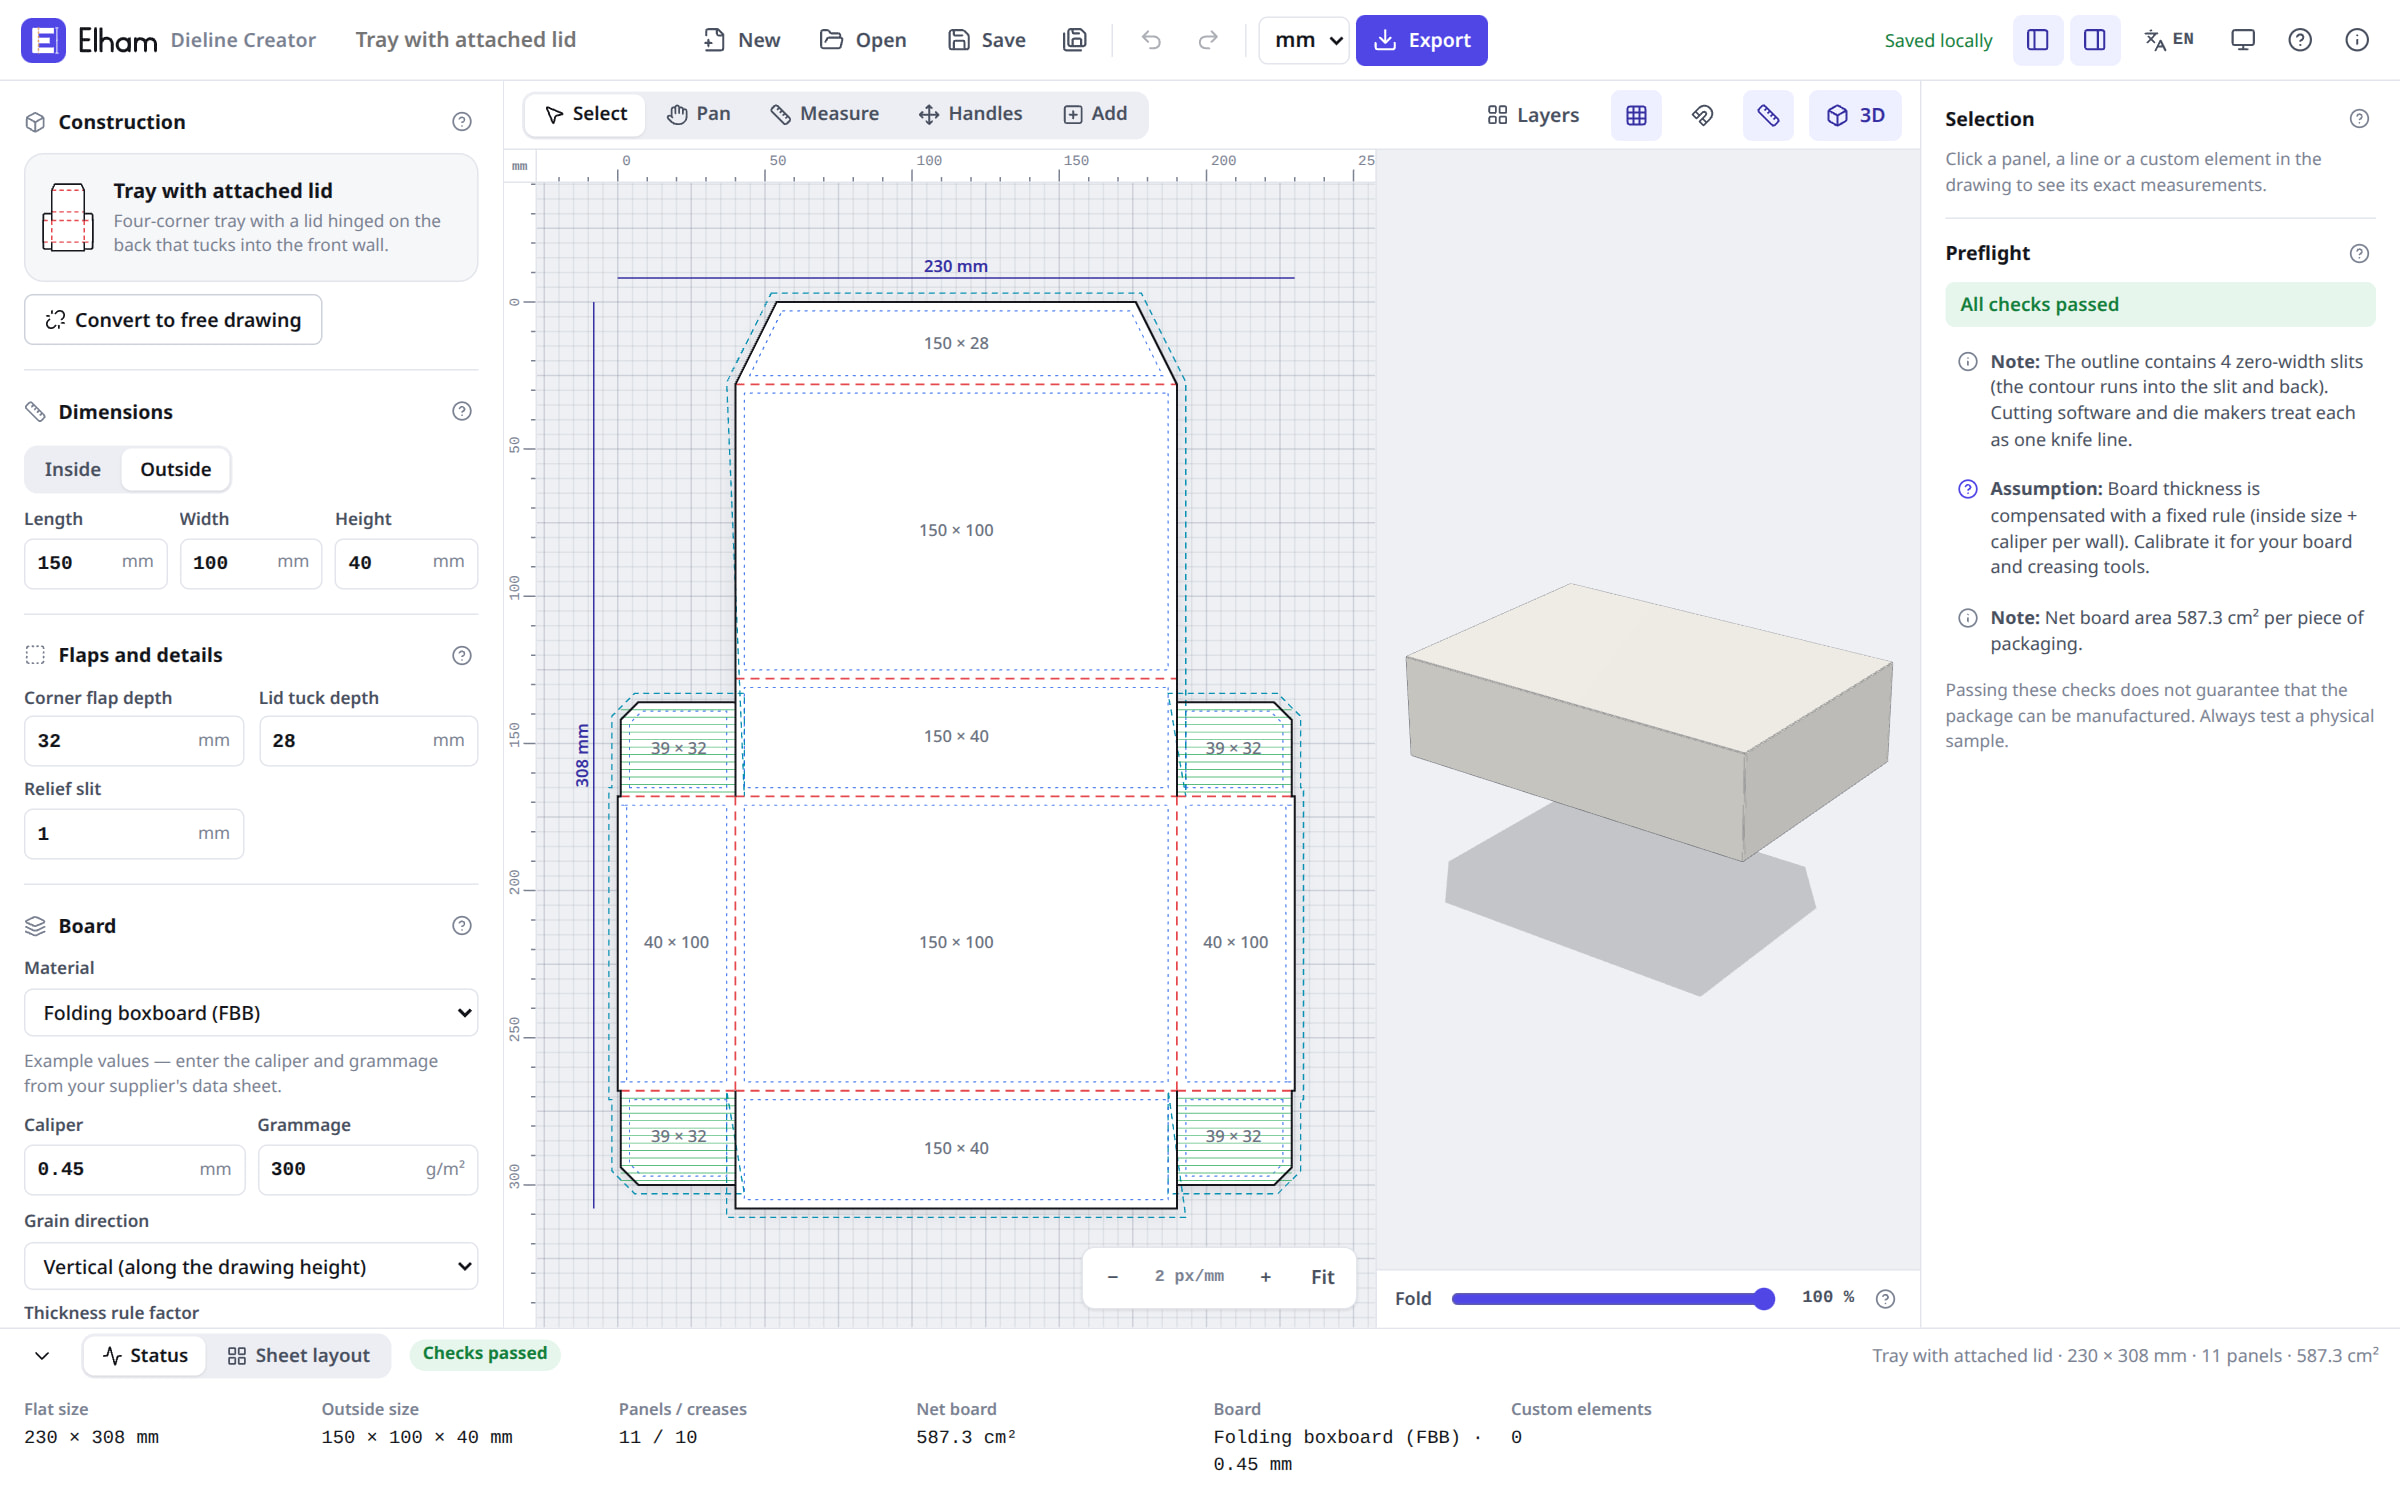 Elham Dieline Creator Tray with attached lid New Open Save mm Export Saved locally EN
Construction
Tray with attached lid
Four-corner tray with a lid hinged on the
back that tucks into the front wall.
Convert to free drawing
Dimensions
Inside Outside
Length Width Height
150 mm 100 mm 40 mm
Flaps and details
Corner flap depth Lid tuck depth
32 mm 28 mm
Relief slit
1 mm
Board
Material
Folding boxboard (FBB)
Example values — enter the caliper and grammage
from your supplier's data sheet.
Caliper Grammage
0.45 mm 300 g/m²
Grain direction
Vertical (along the drawing height)
Thickness rule factor
Select Pan Measure Handles Add Layers 3D
mm 0 50 100 150 200 25
0
50
100
150
200
250
300
230 mm
308 mm
150 × 28
150 × 100
39 × 32 150 × 40 39 × 32
40 × 100 150 × 100 40 × 100
39 × 32 150 × 40 39 × 32
− 2 px/mm + Fit
Fold 100 %
Selection
Click a panel, a line or a custom element in the
drawing to see its exact measurements.
Preflight
All checks passed
Note: The outline contains 4 zero-width slits
(the contour runs into the slit and back).
Cutting software and die makers treat each
as one knife line.
Assumption: Board thickness is
compensated with a fixed rule (inside size +
caliper per wall). Calibrate it for your board
and creasing tools.
Note: Net board area 587.3 cm² per piece of
packaging.
Passing these checks does not guarantee that the
package can be manufactured. Always test a physical
sample.
Status Sheet layout Checks passed Tray with attached lid · 230 × 308 mm · 11 panels · 587.3 cm²
Flat size Outside size Panels / creases Net board Board Custom elements
230 × 308 mm 150 × 100 × 40 mm 11 / 10 587.3 cm² Folding boxboard (FBB) · 0
0.45 mm